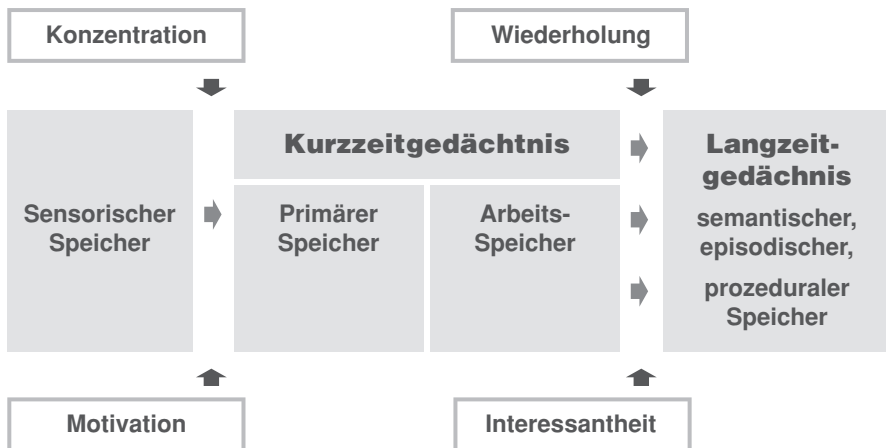 Konzentration
Wiederholung
Sensorischer
Speicher
Kurzzeitgedächtnis
Primärer
Speicher
Arbeits-
Speicher
Langzeit-
gedächnis
semantischer,
episodischer,
prozeduraler
Speicher
Motivation
Interessantheit